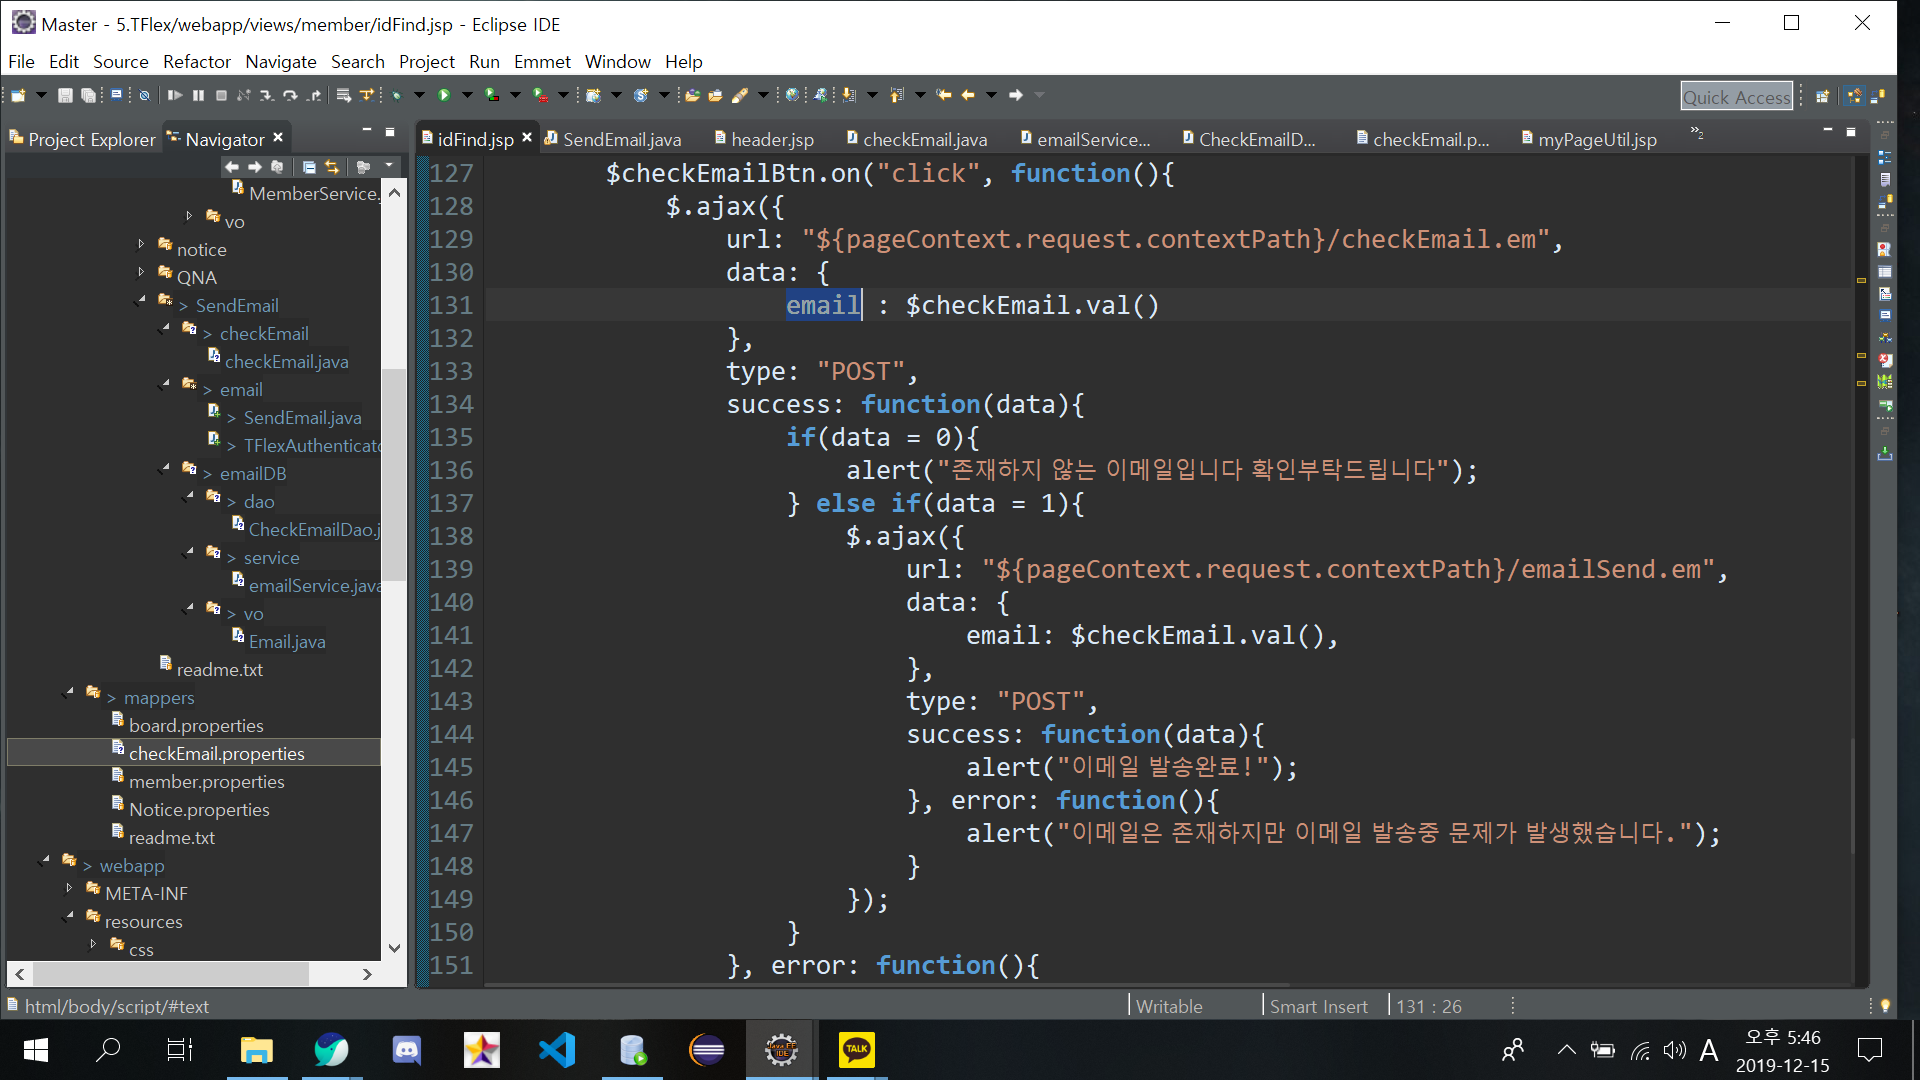 Master - 5.TFlex/webapp/views/member/idFind.jsp - Eclipse IDE
File Edit Source Refactor Navigate Search Project Run Emmet Window Help
Quick Access
Project Explorer Navigator
idFind.jsp SendEmail.java header.jsp checkEmail.java emailService... CheckEmailD... checkEmail.p... myPageUtil.jsp »2
MemberService.
vo
notice
QNA
> SendEmail
> checkEmail
checkEmail.java
> email
> SendEmail.java
> TFlexAuthenticato
> emailDB
> dao
CheckEmailDao.j
> service
emailService.java
> vo
Email.java
readme.txt
> mappers
board.properties
checkEmail.properties
member.properties
Notice.properties
readme.txt
> webapp
META-INF
resources
css
127 $checkEmailBtn.on("click", function(){
128 $.ajax({
129 url: "${pageContext.request.contextPath}/checkEmail.em",
130 data: {
131 email : $checkEmail.val()
132 },
133 type: "POST",
134 success: function(data){
135 if(data = 0){
136 alert("존재하지 않는 이메일입니다 확인부탁드립니다");
137 } else if(data = 1){
138 $.ajax({
139 url: "${pageContext.request.contextPath}/emailSend.em",
140 data: {
141 email: $checkEmail.val(),
142 },
143 type: "POST",
144 success: function(data){
145 alert("이메일 발송완료!");
146 }, error: function(){
147 alert("이메일은 존재하지만 이메일 발송중 문제가 발생했습니다.");
148 }
149 });
150 }
151 }, error: function(){
html/body/script/#text Writable Smart Insert 131 : 26
Java EE IDE
TALK
A
오후 5:46
2019-12-15